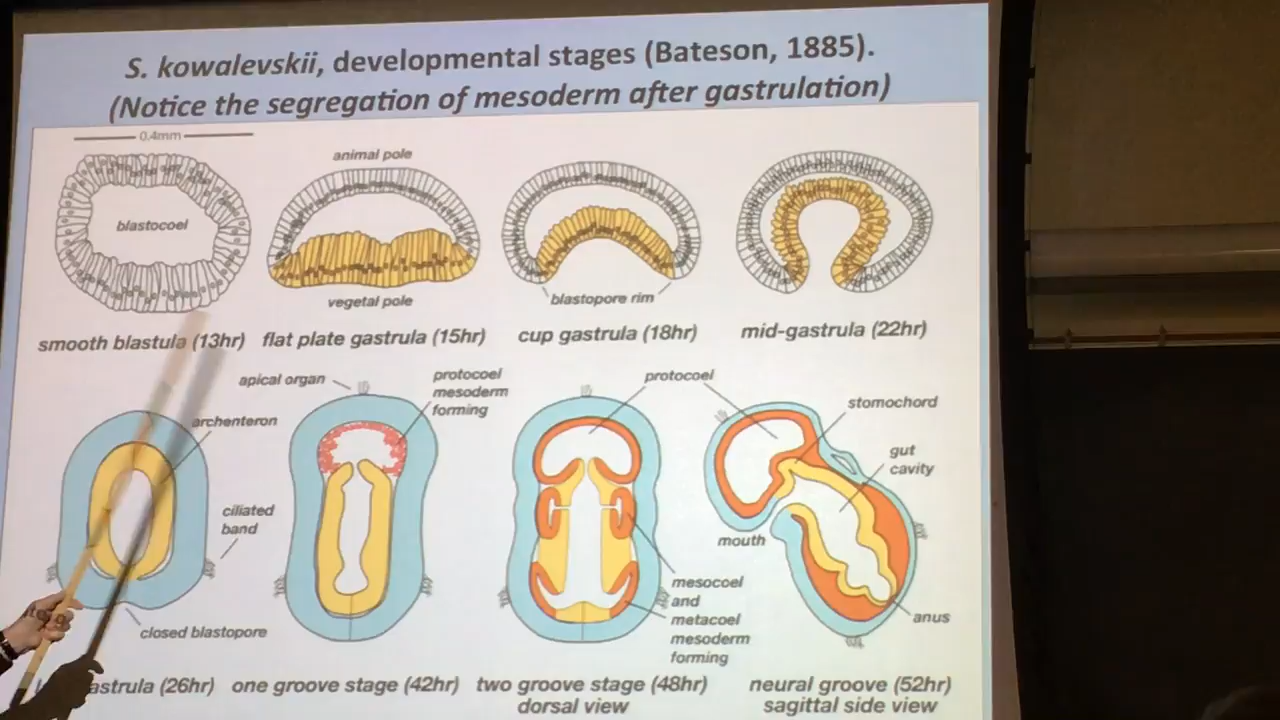 S. kowalevskii, developmental stages (Bateson, 1885).
(Notice the segregation of mesoderm after gastrulation)
0.4mm
animal pole
blastocoel
vegetal pole
blastopore rim
smooth blastula (13hr)
flat plate gastrula (15hr)
cup gastrula (18hr)
mid-gastrula (22hr)
apical organ
protocoel
mesoderm
forming
protocoel
stomochord
archenteron
gut
cavity
ciliated
band
mouth
mesocoel
and
metacoel
mesoderm
forming
anus
closed blastopore
astrula (26hr)
one groove stage (42hr)
two groove stage (48hr)
dorsal view
neural groove (52hr)
sagittal side view